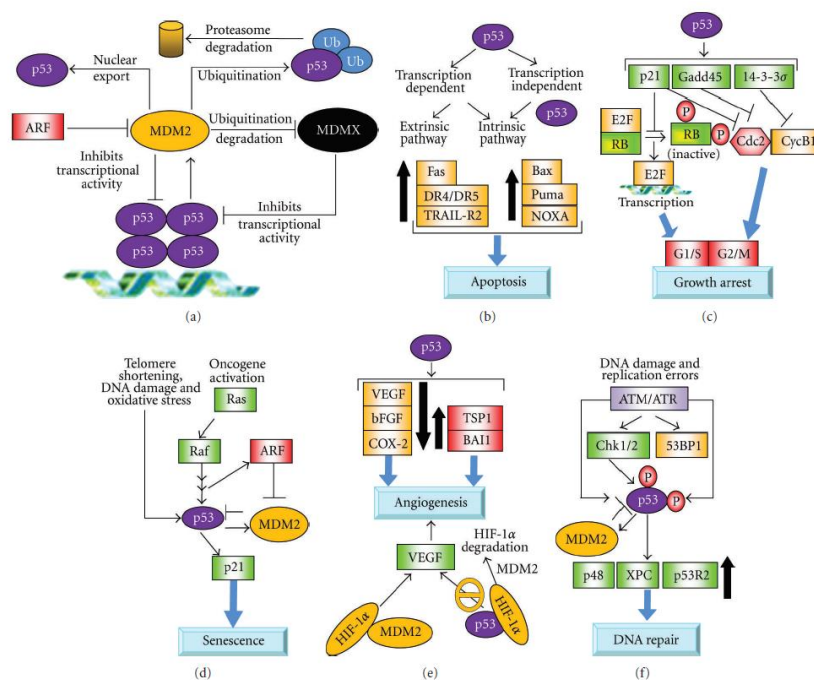 Proteasome
degradation
Ub
Ub
p53
p53
Nuclear
export
Ubiquitination
ARF
MDM2
Ubiquitination
degradation
MDMX
Inhibits
transcriptional
activity
p53
p53
p53
p53
Inhibits
transcriptional
activity
(a)
p53
Transcription
dependent
Transcription
independent
p53
Extrinsic
pathway
Intrinsic
pathway
Fas
DR4/DR5
TRAIL-R2
Bax
Puma
NOXA
Apoptosis
(b)
p53
p21
Gadd45
14-3-3σ
E2F
RB
P
RB
(inactive)
P
Cdc2
CycB1
E2F
Transcription
G1/S
G2/M
Growth arrest
(c)
Telomere
shortening,
DNA damage and
oxidative stress
Oncogene
activation
Ras
Raf
ARF
p53
MDM2
p21
Senescence
(d)
p53
VEGF
bFGF
COX-2
TSP1
BAI1
Angiogenesis
VEGF
HIF-1α
degradation
MDM2
HIF-1α
MDM2
p53
HIF-1α
(e)
DNA damage and
replication errors
ATM/ATR
Chk1/2
53BP1
P
p53
P
MDM2
p48
XPC
p53R2
DNA repair
(f)